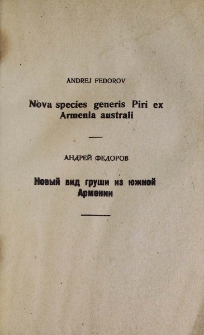 ANDREJ FEDOROV
Nova species generis Piri ex
Armenia australi
АНДРЕЙ ФЕДОРОВ
Новый вид груши из южной
Армении